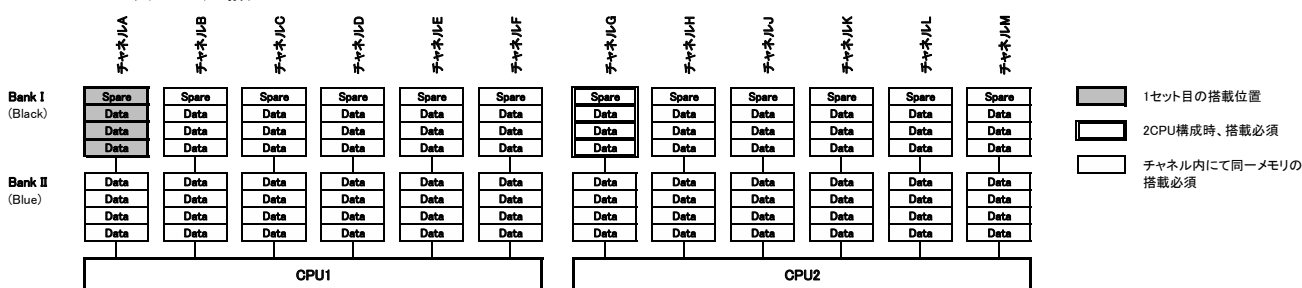 チャネルA チャネルB チャネルC チャネルD チャネルE チャネルF チャネルG チャネルH チャネルJ チャネルK チャネルL チャネルM
Bank I
(Black)
Spare Spare Spare Spare Spare Spare Spare Spare Spare Spare Spare Spare
Data Data Data Data Data Data Data Data Data Data Data Data
Data Data Data Data Data Data Data Data Data Data Data Data
Data Data Data Data Data Data Data Data Data Data Data Data
Bank II
(Blue)
Data Data Data Data Data Data Data Data Data Data Data Data
Data Data Data Data Data Data Data Data Data Data Data Data
Data Data Data Data Data Data Data Data Data Data Data Data
Data Data Data Data Data Data Data Data Data Data Data Data
CPU1 CPU2
1セット目の搭載位置
2CPU構成時、搭載必須
チャネル内にて同一メモリの
搭載必須